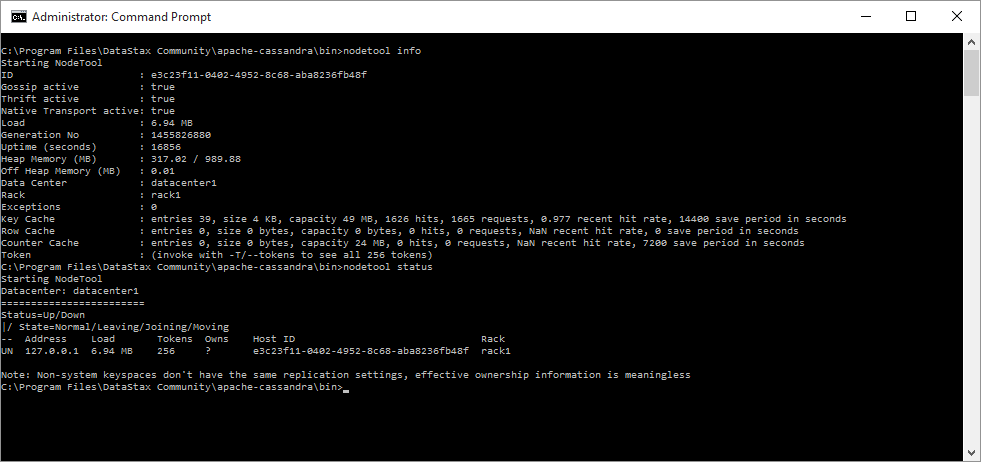 Administrator: Command Prompt
C:\Program Files\DataStax Community\apache-cassandra\bin>nodetool info
Starting NodeTool
ID                     : e3c23f11-0402-4952-8c68-aba8236fb48f
Gossip active          : true
Thrift active          : true
Native Transport active: true
Load                   : 6.94 MB
Generation No          : 1455826880
Uptime (seconds)       : 16856
Heap Memory (MB)       : 317.02 / 989.88
Off Heap Memory (MB)   : 0.01
Data Center            : datacenter1
Rack                   : rack1
Exceptions             : 0
Key Cache              : entries 39, size 4 KB, capacity 49 MB, 1626 hits, 1665 requests, 0.977 recent hit rate, 14400 save period in seconds
Row Cache              : entries 0, size 0 bytes, capacity 0 bytes, 0 hits, 0 requests, NaN recent hit rate, 0 save period in seconds
Counter Cache          : entries 0, size 0 bytes, capacity 24 MB, 0 hits, 0 requests, NaN recent hit rate, 7200 save period in seconds
Token                  : (invoke with -T/--tokens to see all 256 tokens)
C:\Program Files\DataStax Community\apache-cassandra\bin>nodetool status
Starting NodeTool
Datacenter: datacenter1
========================
Status=Up/Down
|/ State=Normal/Leaving/Joining/Moving
--  Address    Load       Tokens  Owns    Host ID                               Rack
UN  127.0.0.1  6.94 MB    256     ?       e3c23f11-0402-4952-8c68-aba8236fb48f  rack1
Note: Non-system keyspaces don't have the same replication settings, effective ownership information is meaningless
C:\Program Files\DataStax Community\apache-cassandra\bin>